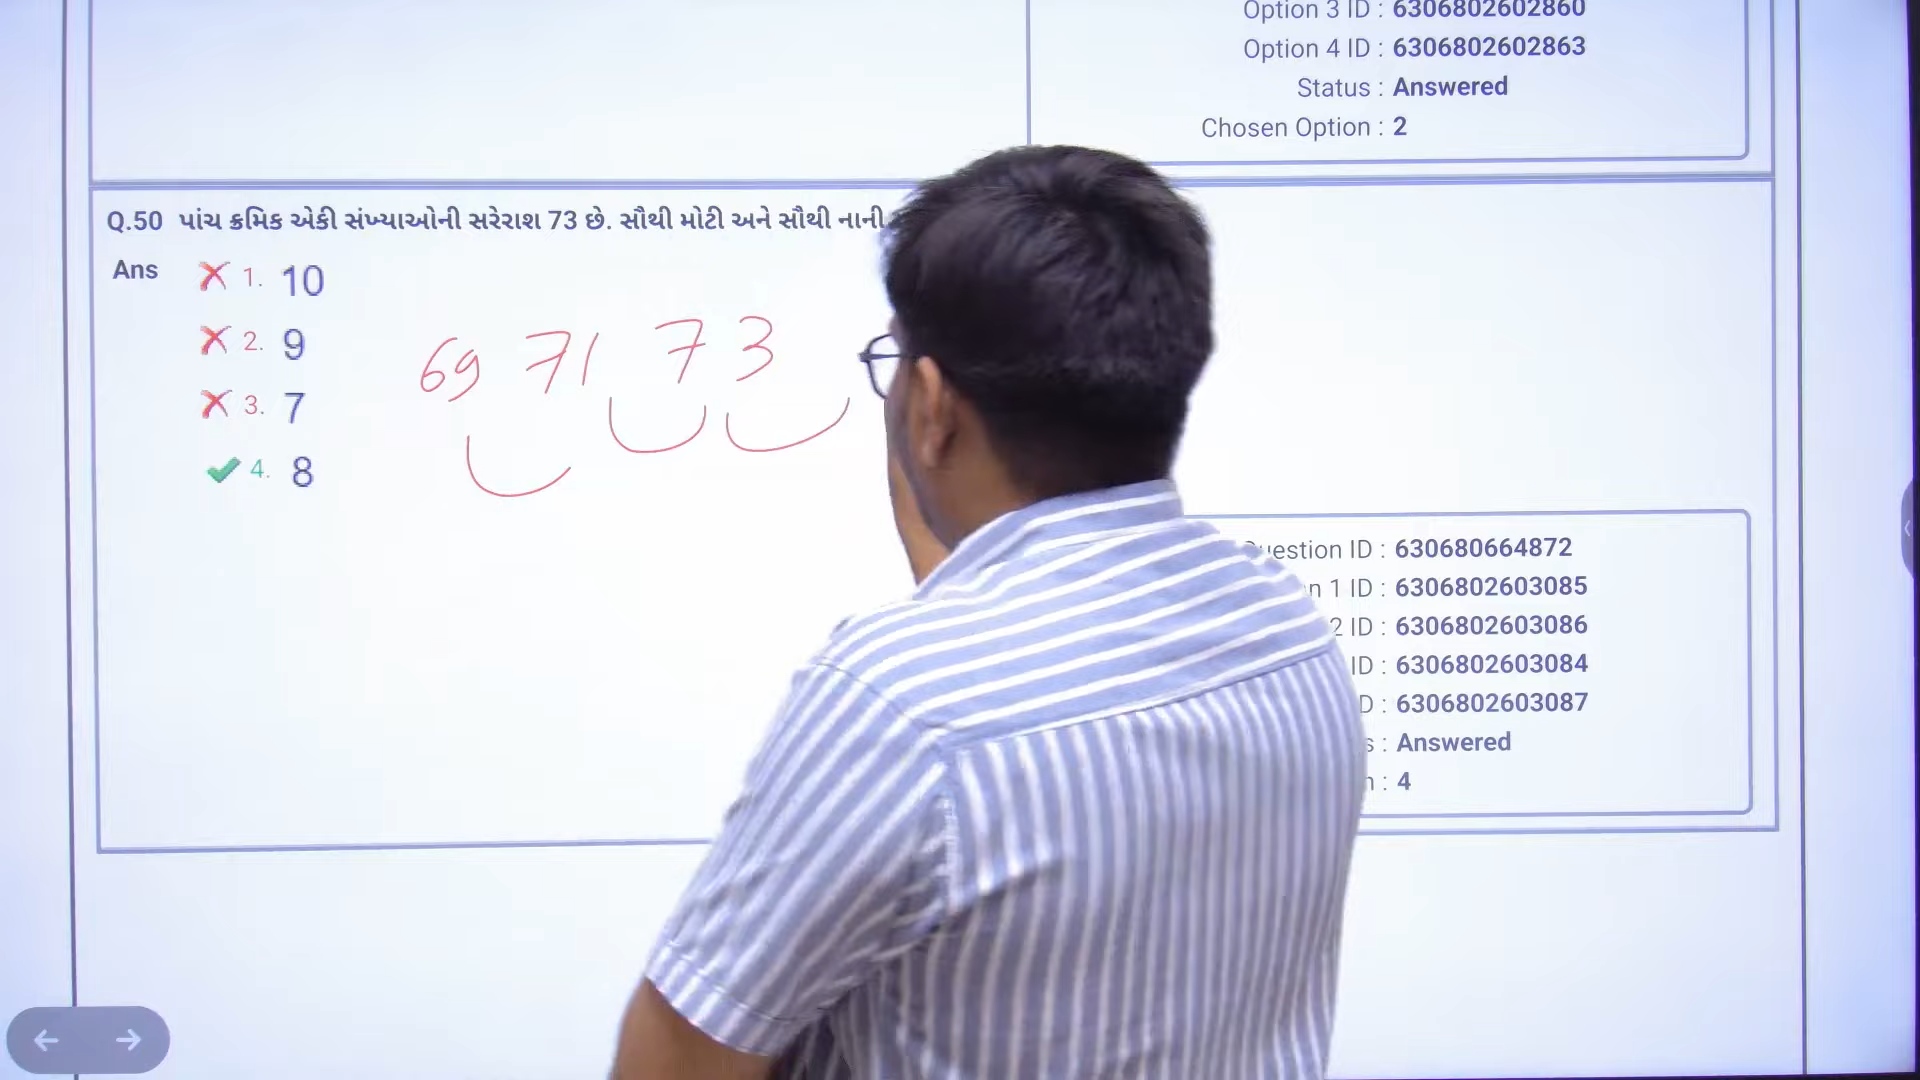 Option 3 ID : 6306802602860
Option 4 ID : 6306802602863
Status : Answered
Chosen Option : 2
Q.50 પાંચ ક્રમિક એકી સંખ્યાઓની સરેરાશ 73 છે. સૌથી મોટી અને સૌથી નાની
Ans
1. 10
2. 9
3. 7
4. 8
69 71 73
ID : 630680664872
1 ID : 6306802603085
2 ID : 6306802603086
ID : 6306802603084
: 6306802603087
: Answered
: 4